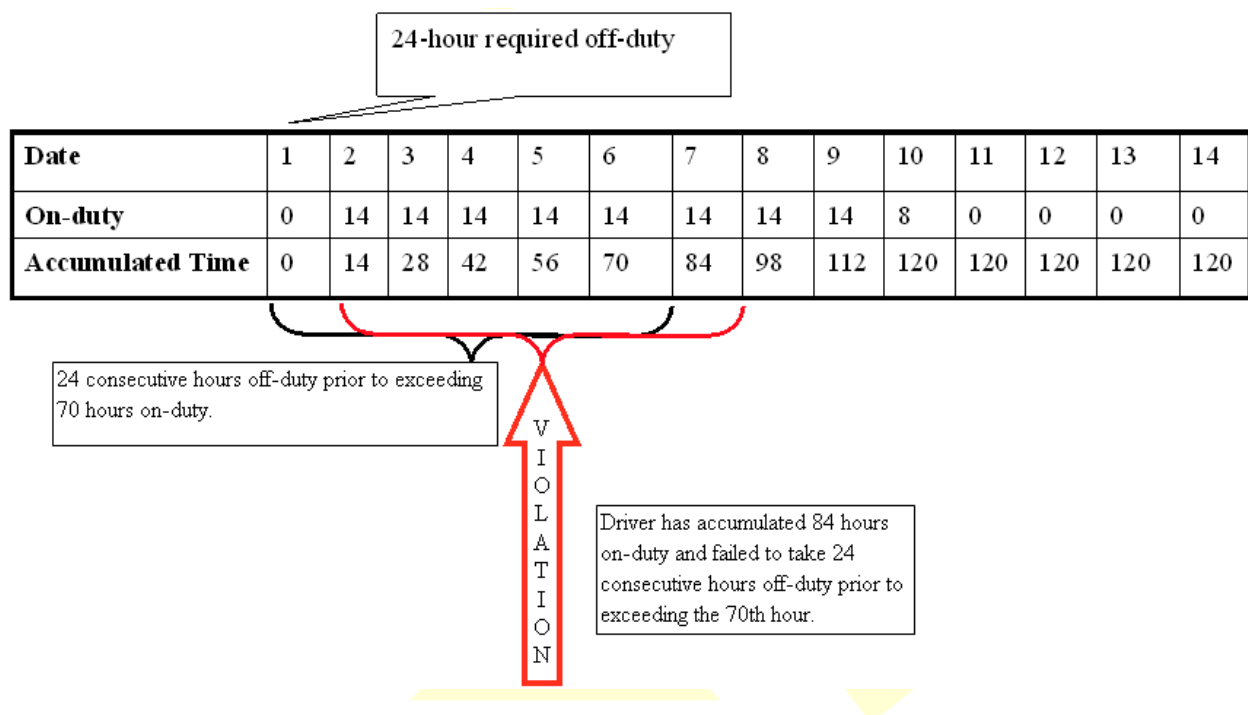 24-hour required off-duty
Date 1 2 3 4 5 6 7 8 9 10 11 12 13 14
On-duty 0 14 14 14 14 14 14 14 14 8 0 0 0 0
Accumulated Time 0 14 28 42 56 70 84 98 112 120 120 120 120 120
24 consecutive hours off-duty prior to exceeding
70 hours on-duty.
V
I
O
L
A
T
I
O
N
Driver has accumulated 84 hours
on-duty and failed to take 24
consecutive hours off-duty prior to
exceeding the 70th hour.